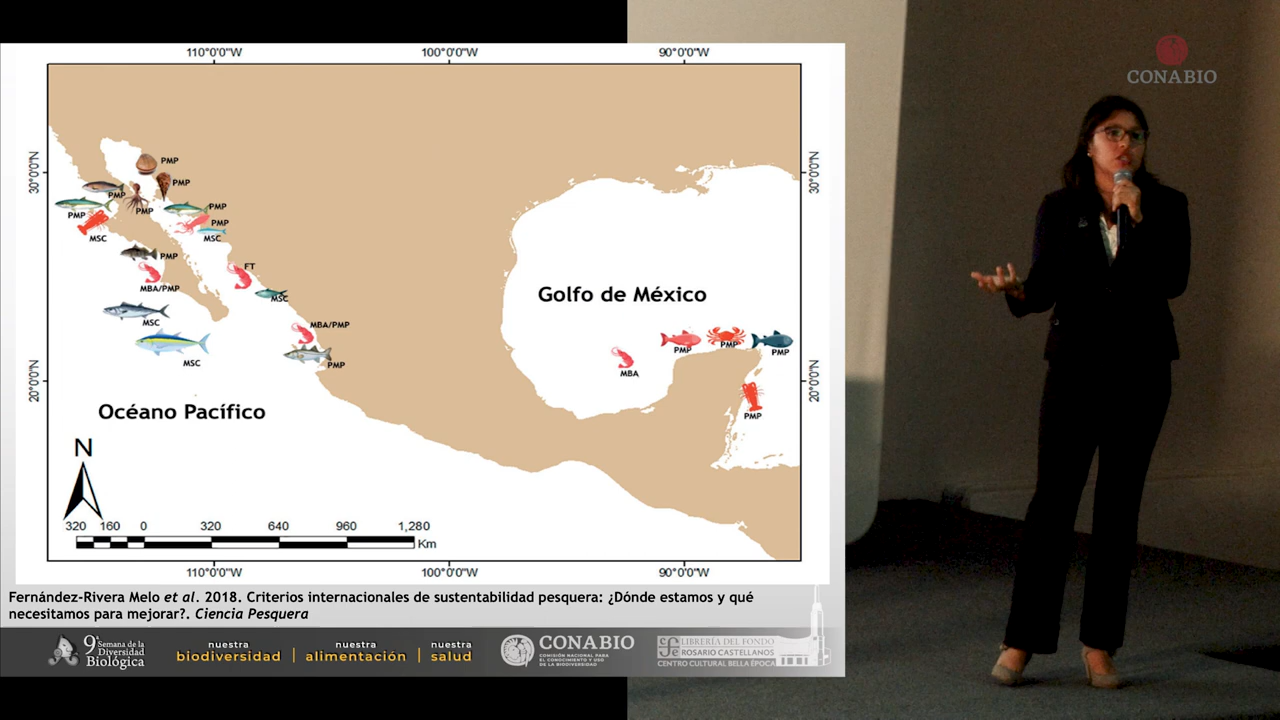 110°0'0"W
100°0'0"W
90°0'0"W
30°0'0"N
30°0'0"N
20°0'0"N
20°0'0"N
PMP
PMP
PMP
PMP
PMP
PMP
PMP
MSC
MSC
PMP
FT
MBA/PMP
MSC
MSC
MBA/PMP
MSC
PMP
Golfo de México
PMP
PMP
PMP
MBA
PMP
Océano Pacífico
N
320 160 0 320 640 960 1,280
Km
110°0'0"W
100°0'0"W
90°0'0"W
Fernández-Rivera Melo et al. 2018. Criterios internacionales de sustentabilidad pesquera: ¿Dónde estamos y qué
necesitamos para mejorar?. Ciencia Pesquera
9ª Semana de la
Diversidad
Biológica
nuestra
biodiversidad
nuestra
alimentación
nuestra
salud
CONABIO
COMISIÓN NACIONAL PARA
EL CONOCIMIENTO Y USO
DE LA BIODIVERSIDAD
LIBRERÍA DEL FONDO
ROSARIO CASTELLANOS
CENTRO CULTURAL BELLA ÉPOCA
CONABIO